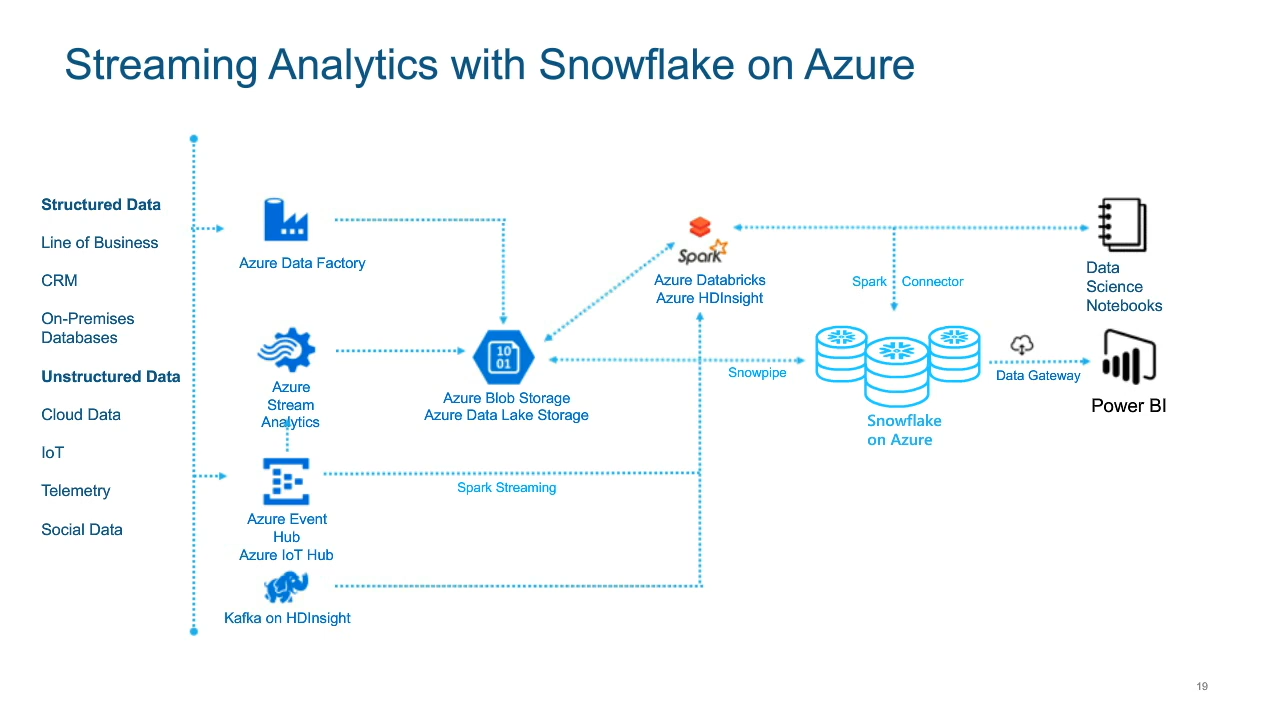 Streaming Analytics with Snowflake on Azure
Structured Data
Line of Business
CRM
On-Premises
Databases
Unstructured Data
Cloud Data
IoT
Telemetry
Social Data
Azure Data Factory
Azure
Stream
Analytics
Azure Event
Hub
Azure IoT Hub
Kafka on HDInsight
Spark Streaming
10
01
Azure Blob Storage
Azure Data Lake Storage
Spark
Azure Databricks
Azure HDInsight
Spark Connector
Snowpipe
Snowflake
on Azure
Data Gateway
Data
Science
Notebooks
Power BI
19